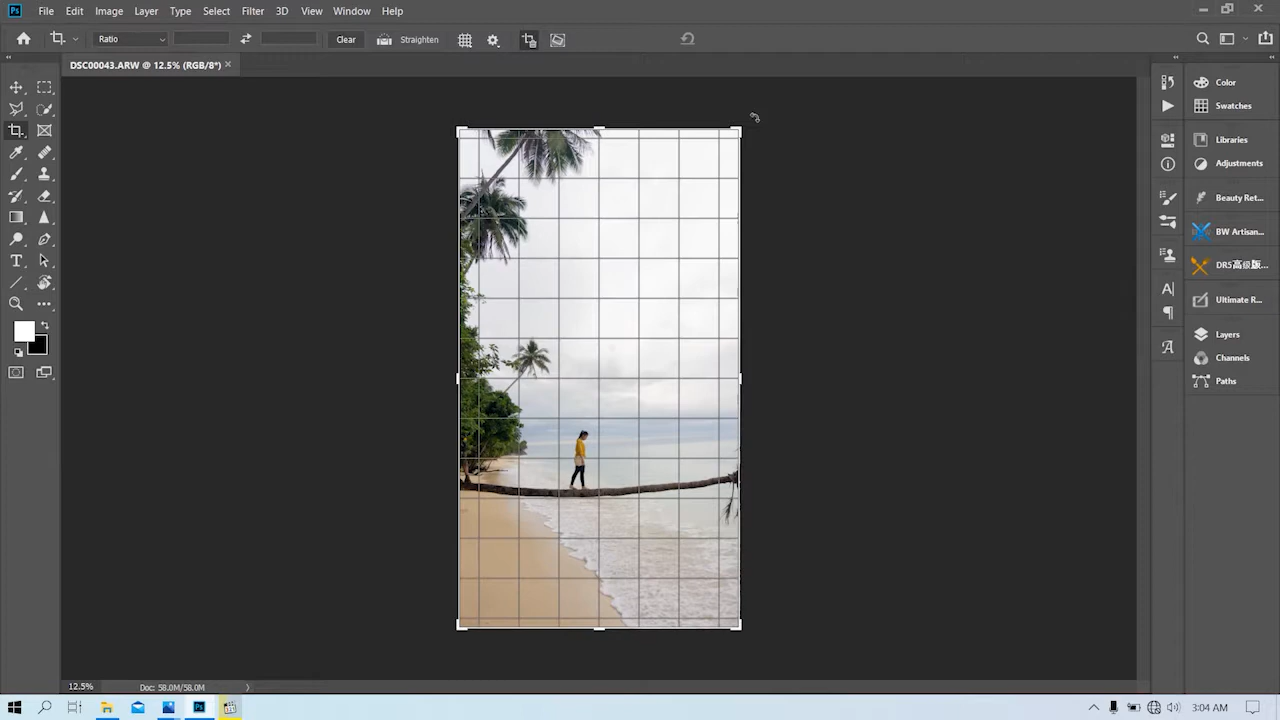 Ps File Edit Image Layer Type Select Filter 3D View Window Help
Ratio Clear Straighten
DSC00043.ARW @ 12.5% (RGB/8*) ×
Color
Swatches
Libraries
Adjustments
Beauty Ret...
BW Artisan...
DR5高级版...
Ultimate R...
Layers
Channels
Paths
12.5% Doc: 58.0M/58.0M
Ps 3:04 AM